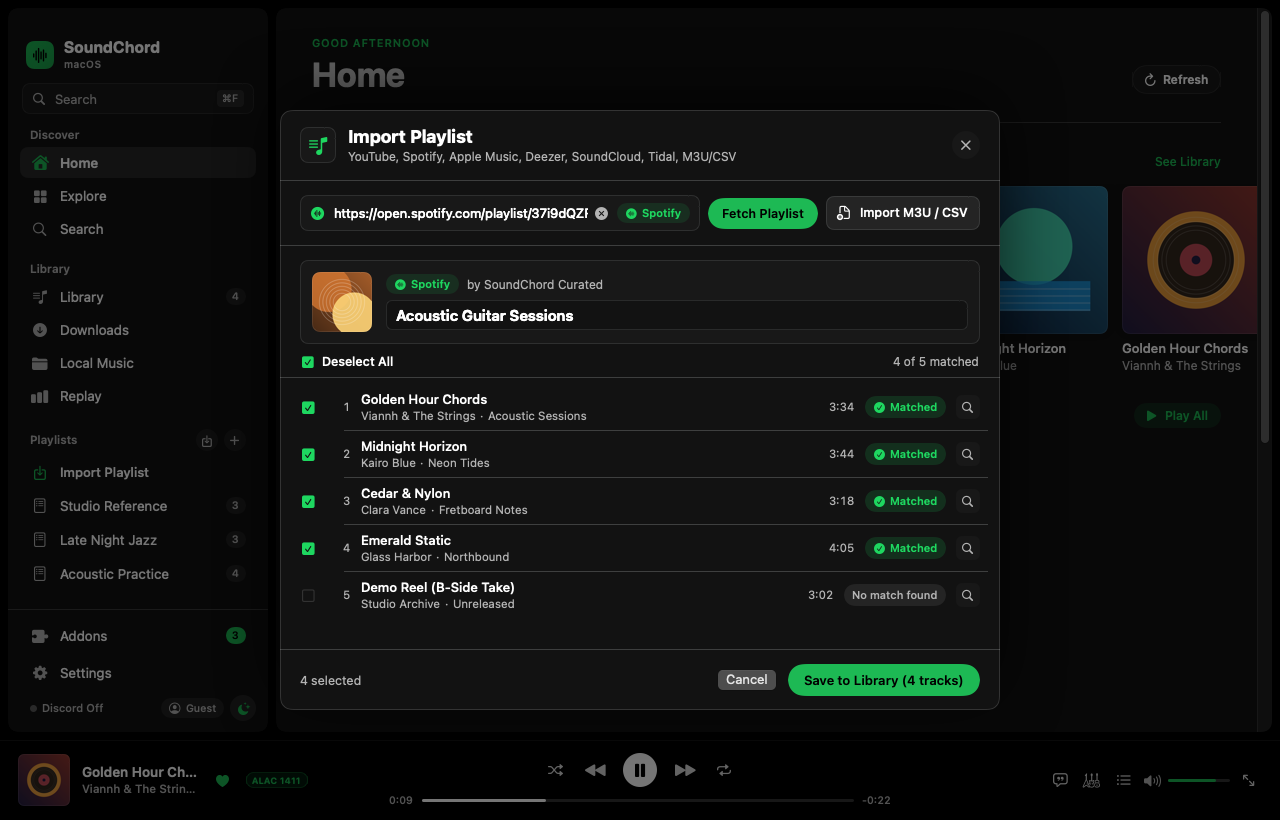 SoundChord
macOS
Search
⌘F
Discover
Home
Explore
Search
Library
Library
4
Downloads
Local Music
Replay
Playlists
Import Playlist
Studio Reference
3
Late Night Jazz
3
Acoustic Practice
4
Addons
3
Settings
Discord Off
Guest
GOOD AFTERNOON
Home
Refresh
See Library
ght Horizon
lue
Golden Hour Chords
Viannh & The Strings
Play All
Import Playlist
YouTube, Spotify, Apple Music, Deezer, SoundCloud, Tidal, M3U/CSV
https://open.spotify.com/playlist/37i9dQZF
Spotify
Fetch Playlist
Import M3U / CSV
Spotify
by SoundChord Curated
Acoustic Guitar Sessions
Deselect All
4 of 5 matched
1
Golden Hour Chords
Viannh & The Strings · Acoustic Sessions
3:34
Matched
2
Midnight Horizon
Kairo Blue · Neon Tides
3:44
Matched
3
Cedar & Nylon
Clara Vance · Fretboard Notes
3:18
Matched
4
Emerald Static
Glass Harbor · Northbound
4:05
Matched
5
Demo Reel (B-Side Take)
Studio Archive · Unreleased
3:02
No match found
4 selected
Cancel
Save to Library (4 tracks)
Golden Hour Ch...
Viannh & The Strin...
ALAC 1411
0:09
-0:22